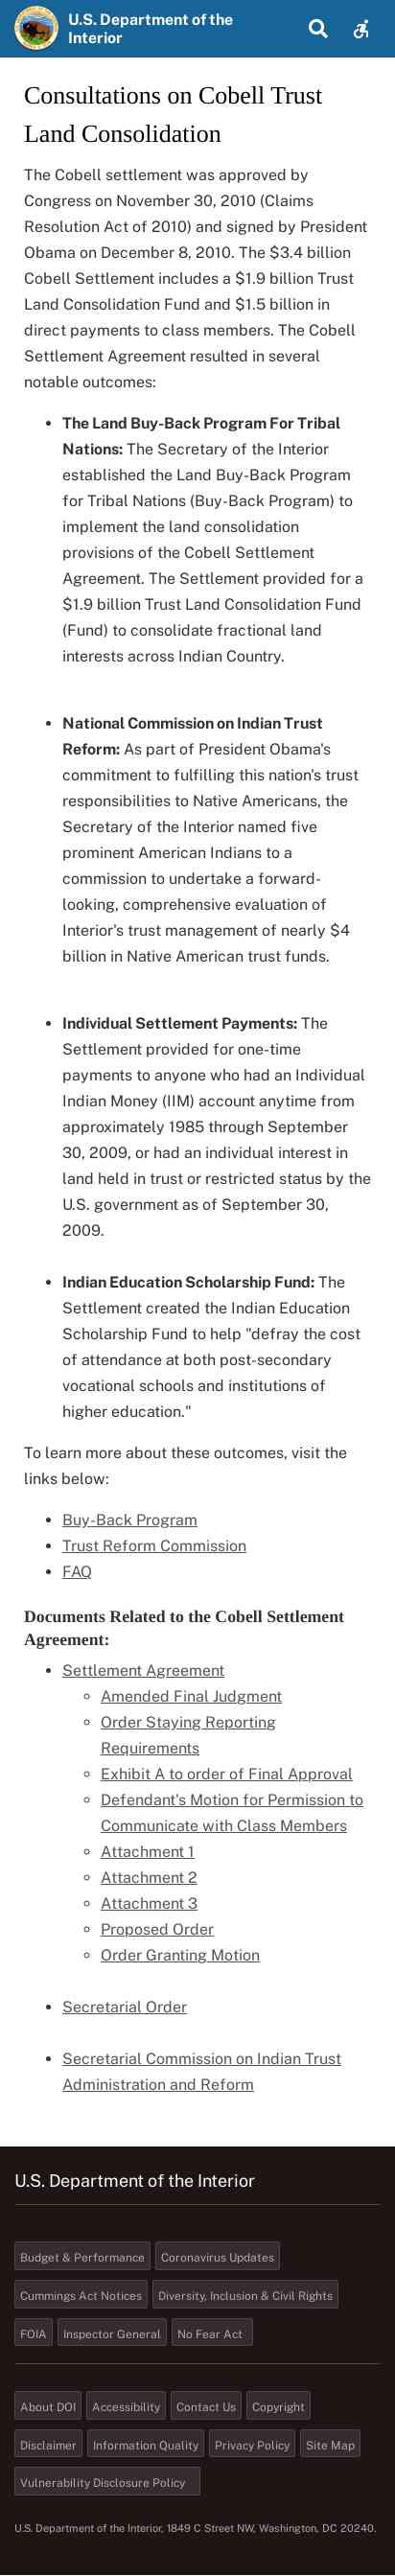 U.S. Department of the
Interior
Consultations on Cobell Trust
Land Consolidation
The Cobell settlement was approved by
Congress on November 30, 2010 (Claims
Resolution Act of 2010) and signed by President
Obama on December 8, 2010. The $3.4 billion
Cobell Settlement includes a $1.9 billion Trust
Land Consolidation Fund and $1.5 billion in
direct payments to class members. The Cobell
Settlement Agreement resulted in several
notable outcomes:
• The Land Buy-Back Program For Tribal
Nations: The Secretary of the Interior
established the Land Buy-Back Program
for Tribal Nations (Buy-Back Program) to
implement the land consolidation
provisions of the Cobell Settlement
Agreement. The Settlement provided for a
$1.9 billion Trust Land Consolidation Fund
(Fund) to consolidate fractional land
interests across Indian Country.
• National Commission on Indian Trust
Reform: As part of President Obama's
commitment to fulfilling this nation's trust
responsibilities to Native Americans, the
Secretary of the Interior named five
prominent American Indians to a
commission to undertake a forward-
looking, comprehensive evaluation of
Interior's trust management of nearly $4
billion in Native American trust funds.
• Individual Settlement Payments: The
Settlement provided for one-time
payments to anyone who had an Individual
Indian Money (IIM) account anytime from
approximately 1985 through September
30, 2009, or had an individual interest in
land held in trust or restricted status by the
U.S. government as of September 30,
2009.
• Indian Education Scholarship Fund: The
Settlement created the Indian Education
Scholarship Fund to help "defray the cost
of attendance at both post-secondary
vocational schools and institutions of
higher education."
To learn more about these outcomes, visit the
links below:
• Buy-Back Program
• Trust Reform Commission
• FAQ
Documents Related to the Cobell Settlement
Agreement:
• Settlement Agreement
◦ Amended Final Judgment
◦ Order Staying Reporting
Requirements
◦ Exhibit A to order of Final Approval
◦ Defendant's Motion for Permission to
Communicate with Class Members
◦ Attachment 1
◦ Attachment 2
◦ Attachment 3
◦ Proposed Order
◦ Order Granting Motion
• Secretarial Order
• Secretarial Commission on Indian Trust
Administration and Reform
U.S. Department of the Interior
Budget & Performance Coronavirus Updates
Cummings Act Notices Diversity, Inclusion & Civil Rights
FOIA Inspector General No Fear Act
About DOI Accessibility Contact Us Copyright
Disclaimer Information Quality Privacy Policy Site Map
Vulnerability Disclosure Policy
U.S. Department of the Interior, 1849 C Street NW, Washington, DC 20240.